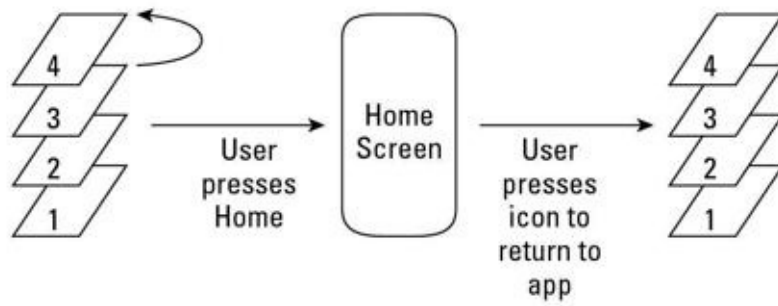 4
3
2
1
User
presses
Home
Home
Screen
User
presses
icon to
return to
app
4
3
2
1